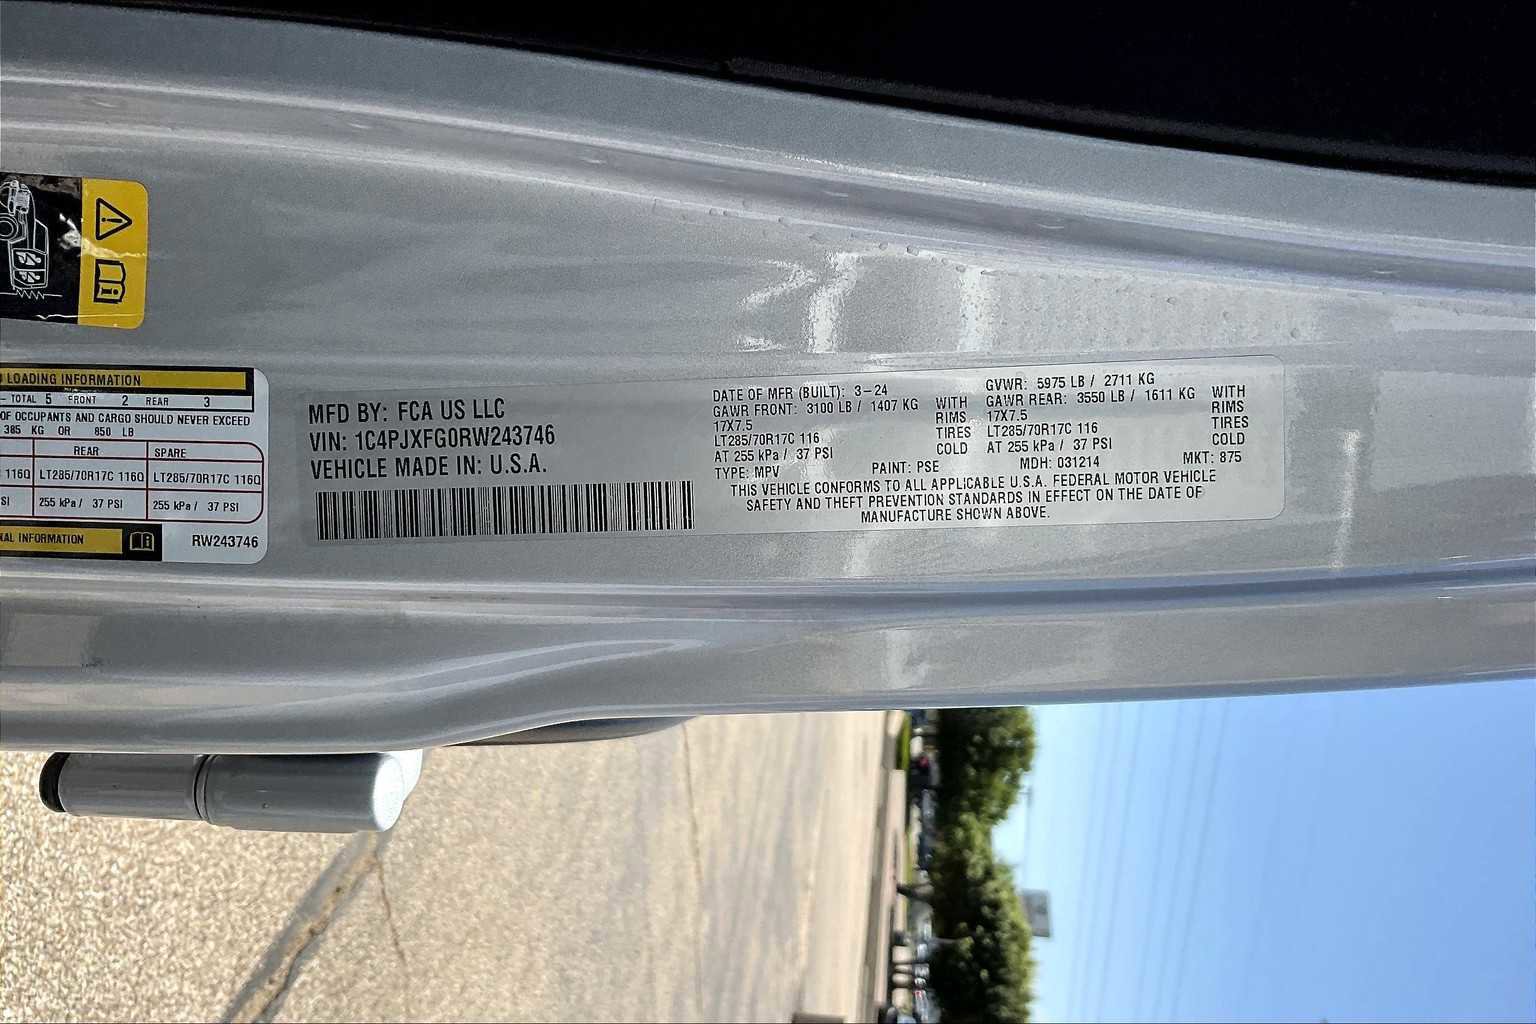 LOADING INFORMATION
TOTAL 5 FRONT 2 REAR 3
OF OCCUPANTS AND CARGO SHOULD NEVER EXCEED
385 KG OR 850 LB
REAR SPARE
116Q LT285/70R17C 116Q LT285/70R17C 116Q
255 kPa / 37 PSI 255 kPa / 37 PSI
INFORMATION
RW243746
MFD BY: FCA US LLC
VIN: 1C4PJXFG0RW243746
VEHICLE MADE IN: U.S.A.
DATE OF MFR (BUILT): 3-24
GAWR FRONT: 3100 LB / 1407 KG
17X7.5
LT285/70R17C 116
AT 255 kPa / 37 PSI
WITH
RIMS
TIRES
COLD
GVWR: 5975 LB / 2711 KG
GAWR REAR: 3550 LB / 1611 KG
17X7.5
LT285/70R17C 116
AT 255 kPa / 37 PSI
WITH
RIMS
TIRES
COLD
TYPE: MPV PAINT: PSE MDH: 031214 MKT: 875
THIS VEHICLE CONFORMS TO ALL APPLICABLE U.S.A. FEDERAL MOTOR VEHICLE
SAFETY AND THEFT PREVENTION STANDARDS IN EFFECT ON THE DATE OF
MANUFACTURE SHOWN ABOVE.